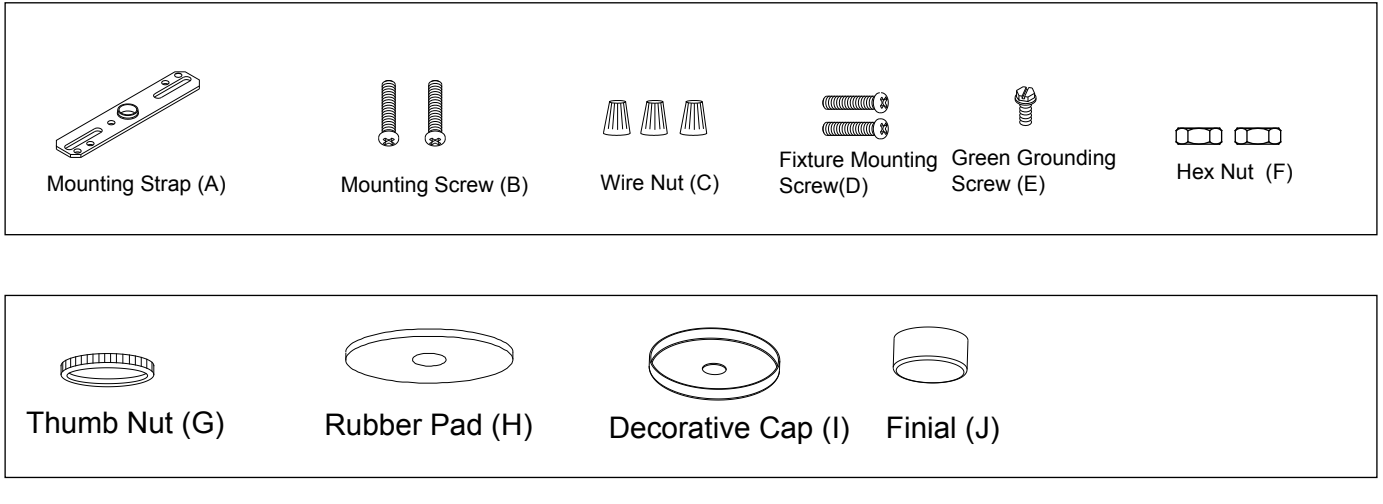 Mounting Strap (A)
Mounting Screw (B)
Wire Nut (C)
Fixture Mounting
Screw(D)
Green Grounding
Screw (E)
Hex Nut (F)
Thumb Nut (G)
Rubber Pad (H)
Decorative Cap (I)
Finial (J)